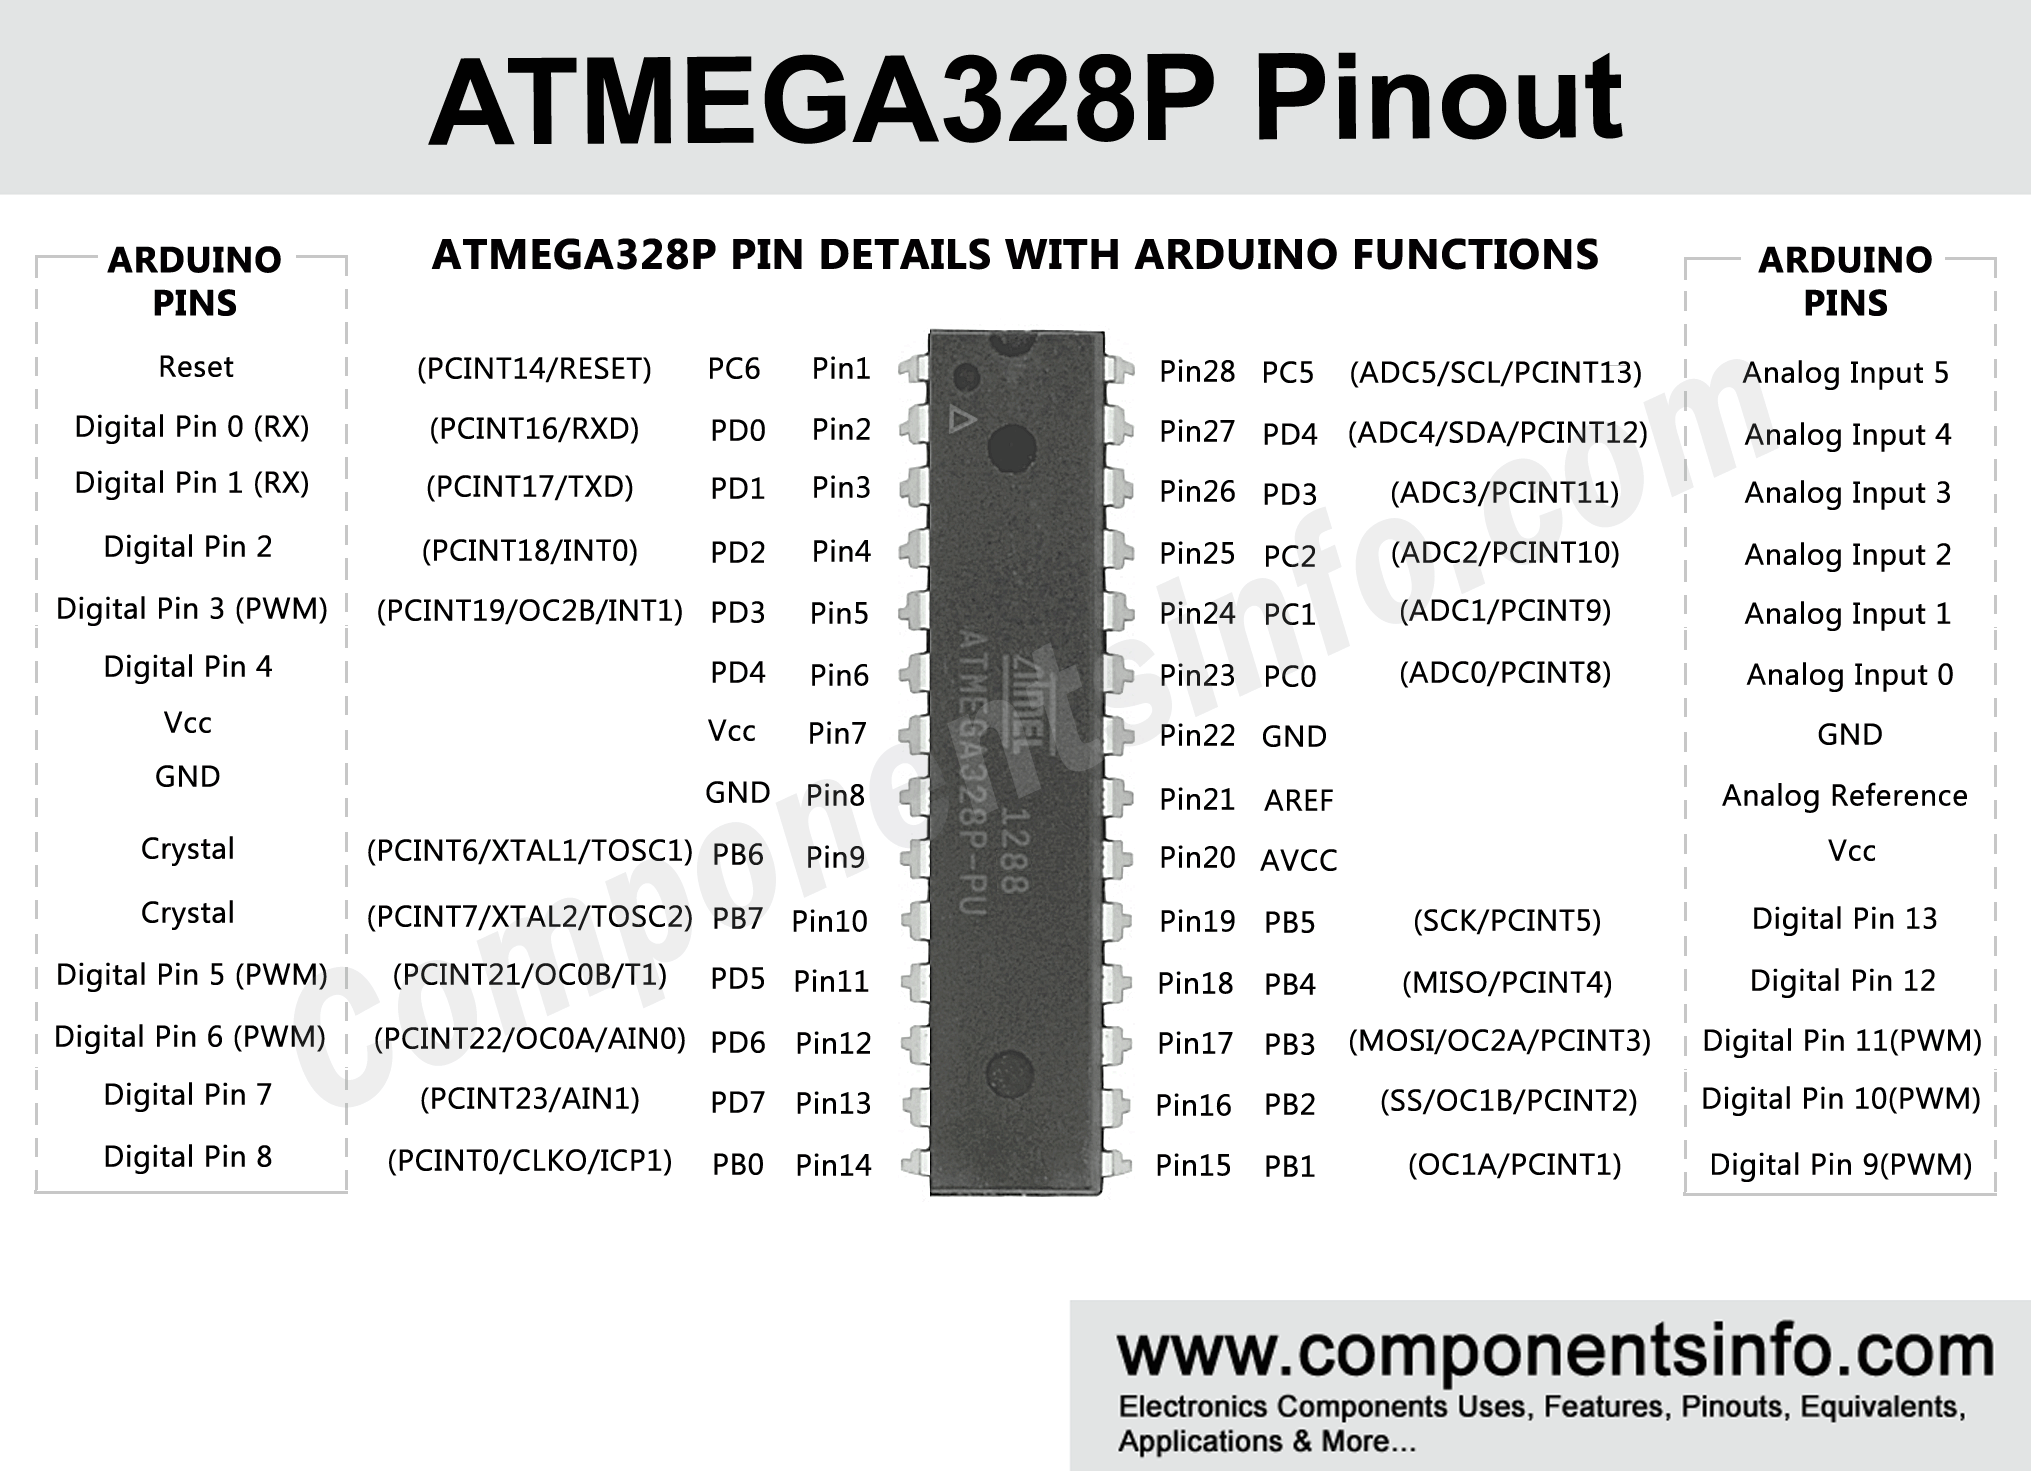 ATMEGA328P Pinout
ATMEGA328P PIN DETAILS WITH ARDUINO FUNCTIONS
ARDUINO
PINS
ARDUINO
PINS
Reset (PCINT14/RESET) PC6 Pin1 Pin28 PC5 (ADC5/SCL/PCINT13) Analog Input 5
Digital Pin 0 (RX) (PCINT16/RXD) PD0 Pin2 Pin27 PD4 (ADC4/SDA/PCINT12) Analog Input 4
Digital Pin 1 (RX) (PCINT17/TXD) PD1 Pin3 Pin26 PD3 (ADC3/PCINT11) Analog Input 3
Digital Pin 2 (PCINT18/INT0) PD2 Pin4 Pin25 PC2 (ADC2/PCINT10) Analog Input 2
Digital Pin 3 (PWM) (PCINT19/OC2B/INT1) PD3 Pin5 Pin24 PC1 (ADC1/PCINT9) Analog Input 1
Digital Pin 4 PD4 Pin6 Pin23 PC0 (ADC0/PCINT8) Analog Input 0
Vcc Vcc Pin7 Pin22 GND GND
GND GND Pin8 Pin21 AREF Analog Reference
Crystal (PCINT6/XTAL1/TOSC1) PB6 Pin9 Pin20 AVCC Vcc
Crystal (PCINT7/XTAL2/TOSC2) PB7 Pin10 Pin19 PB5 (SCK/PCINT5) Digital Pin 13
Digital Pin 5 (PWM) (PCINT21/OC0B/T1) PD5 Pin11 Pin18 PB4 (MISO/PCINT4) Digital Pin 12
Digital Pin 6 (PWM) (PCINT22/OC0A/AIN0) PD6 Pin12 Pin17 PB3 (MOSI/OC2A/PCINT3) Digital Pin 11(PWM)
Digital Pin 7 (PCINT23/AIN1) PD7 Pin13 Pin16 PB2 (SS/OC1B/PCINT2) Digital Pin 10(PWM)
Digital Pin 8 (PCINT0/CLKO/ICP1) PB0 Pin14 Pin15 PB1 (OC1A/PCINT1) Digital Pin 9(PWM)
ATMEL 1288
ATMEGA328P-PU
Componentsinfo.com
www.componentsinfo.com
Electronics Components Uses, Features, Pinouts, Equivalents,
Applications & More...